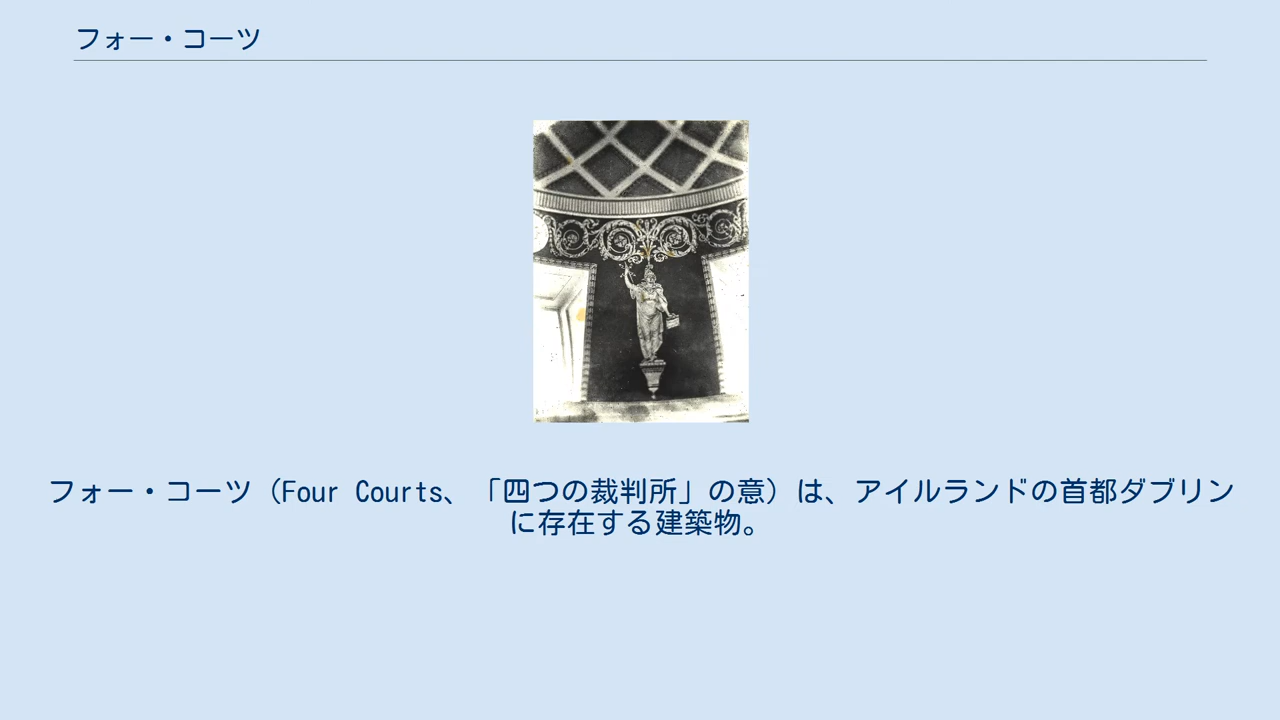 フォー・コーツ
フォー・コーツ（Four Courts、「四つの裁判所」の意）は、アイルランドの首都ダブリン
に存在する建築物。